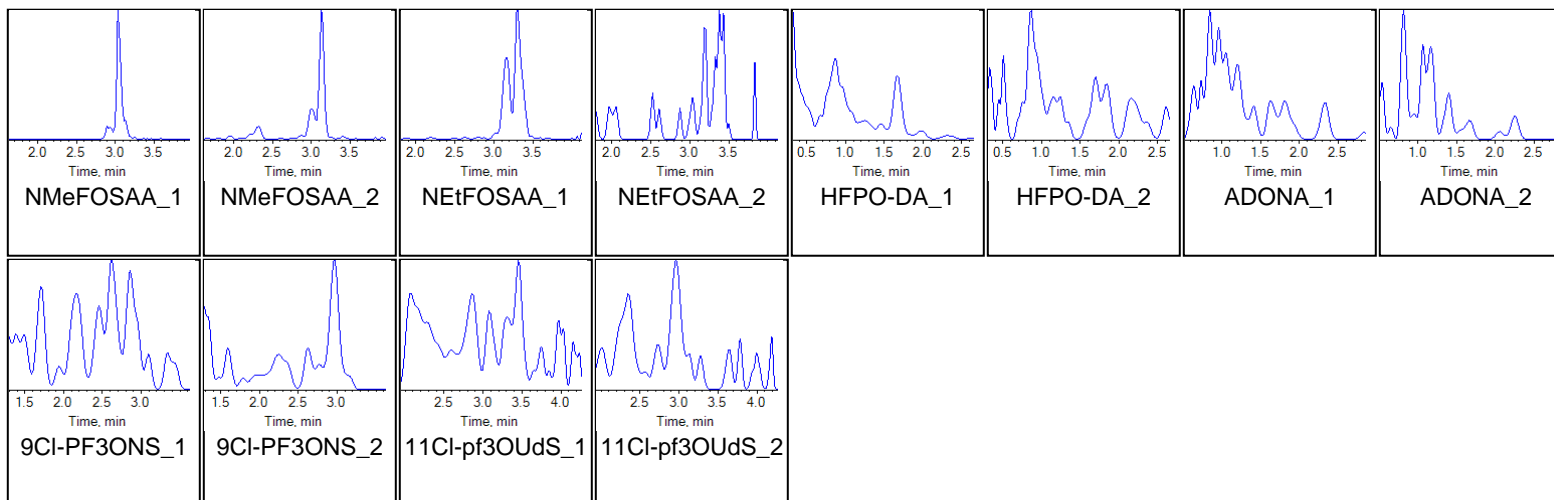 2.0 3.0 3.5
Time, min
NMeFOSAA_1
2.0 3.0 3.5
Time, min
NMeFOSAA_2
2.0 3.0 3.5
Time, min
NEtFOSAA_1
2.0 2.5 3.0 3.5
Time, min
NEtFOSAA_2
0.5 1.0 1.5 2.0 2.5
Time, min
HFPO-DA_1
0.5 1.0 1.5 2.0 2.5
Time, min
HFPO-DA_2
1.0 1.5 2.0 2.5
Time, min
ADONA_1
1.0 1.5 2.0 2.5
Time, min
ADONA_2
1.5 2.0 2.5 3.0
Time, min
9Cl-PF3ONS_1
1.5 2.0 2.5 3.0
Time, min
9Cl-PF3ONS_2
2.5 3.0 3.5 4.0
Time, min
11Cl-pf3OUdS_1
2.5 3.0 3.5 4.0
Time, min
11Cl-pf3OUdS_2